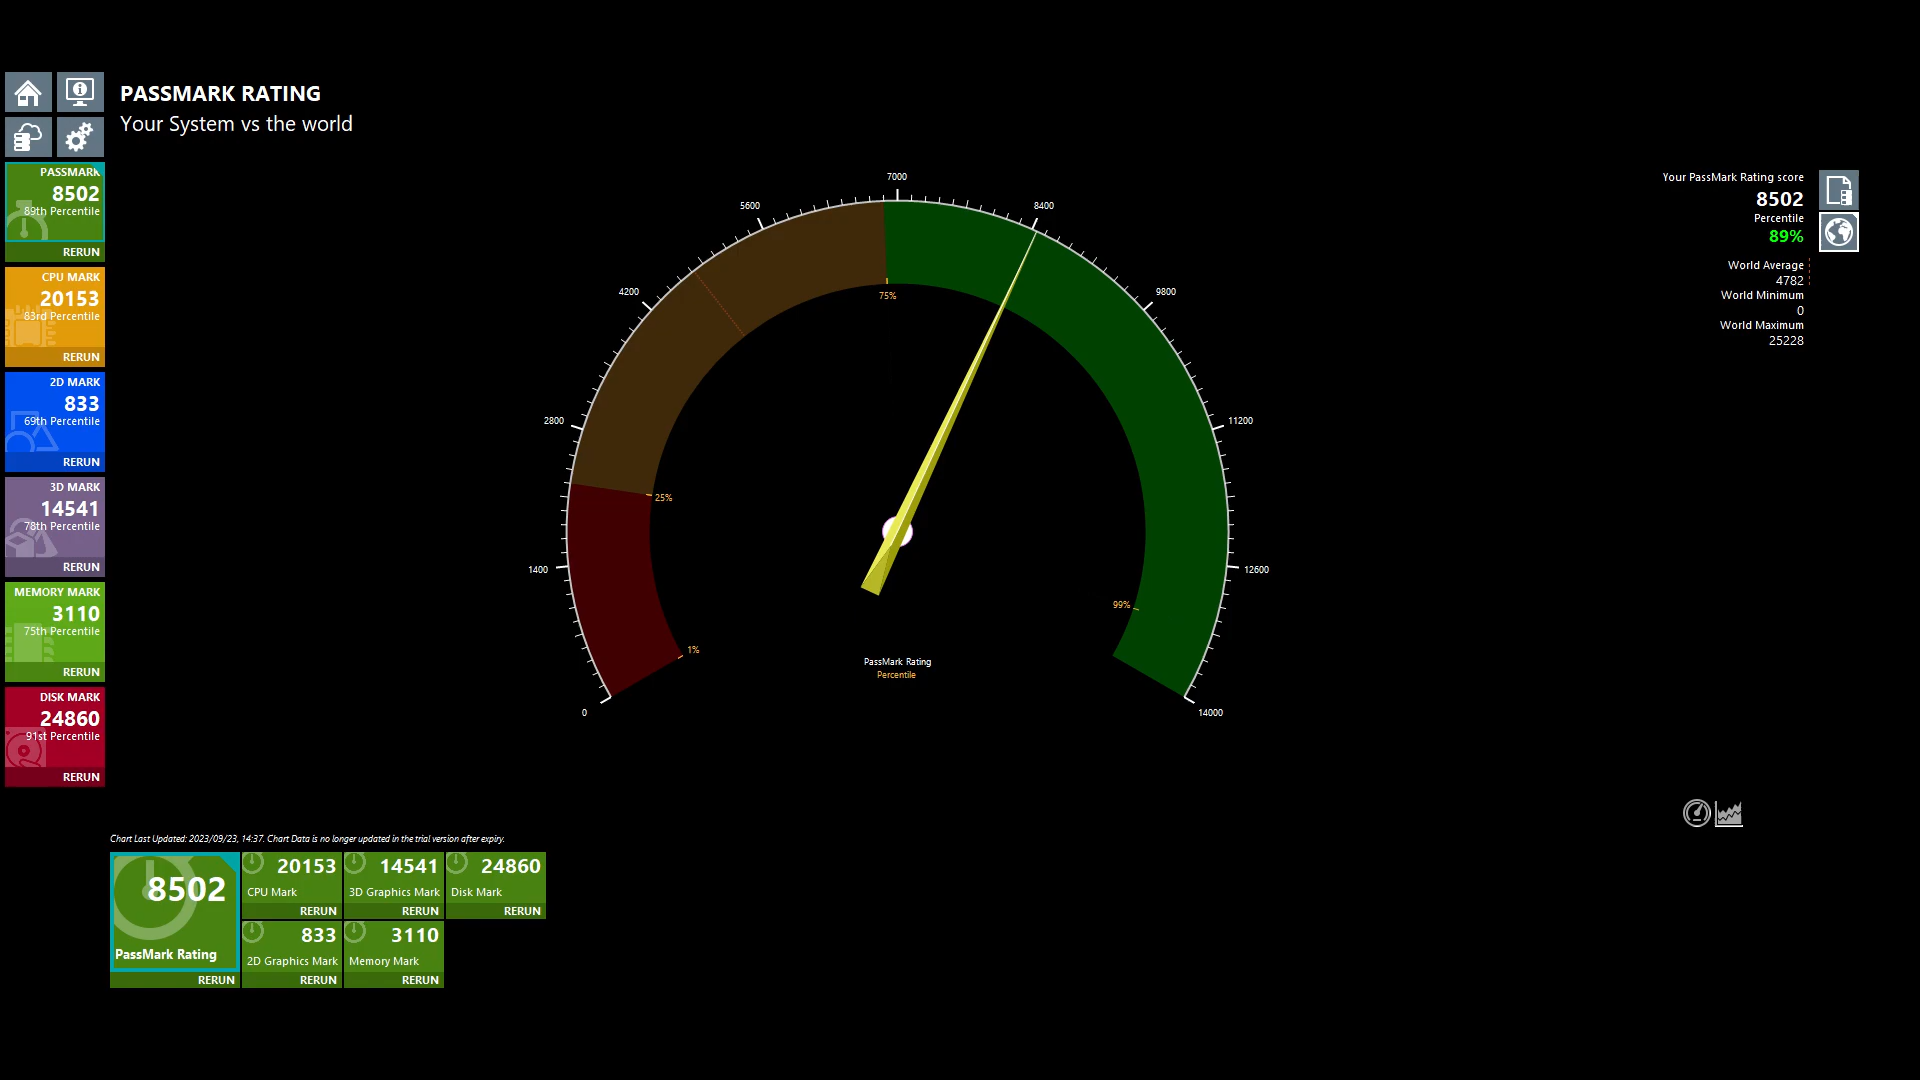 PASSMARK RATING
Your System vs the world
PASSMARK
8502
89th Percentile
RERUN
CPU MARK
20153
83rd Percentile
RERUN
2D MARK
833
69th Percentile
RERUN
3D MARK
14541
78th Percentile
RERUN
MEMORY MARK
3110
75th Percentile
RERUN
DISK MARK
24860
91st Percentile
RERUN
0
1400
2800
4200
5600
7000
8400
9800
11200
12600
14000
1%
25%
75%
99%
PassMark Rating
Percentile
Your PassMark Rating score
8502
Percentile
89%
World Average
4782
World Minimum
0
World Maximum
25228
Chart Last Updated: 2023/09/23, 14:37. Chart Data is no longer updated in the trial version after expiry.
8502
PassMark Rating
RERUN
20153
CPU Mark
RERUN
14541
3D Graphics Mark
RERUN
24860
Disk Mark
RERUN
833
2D Graphics Mark
RERUN
3110
Memory Mark
RERUN